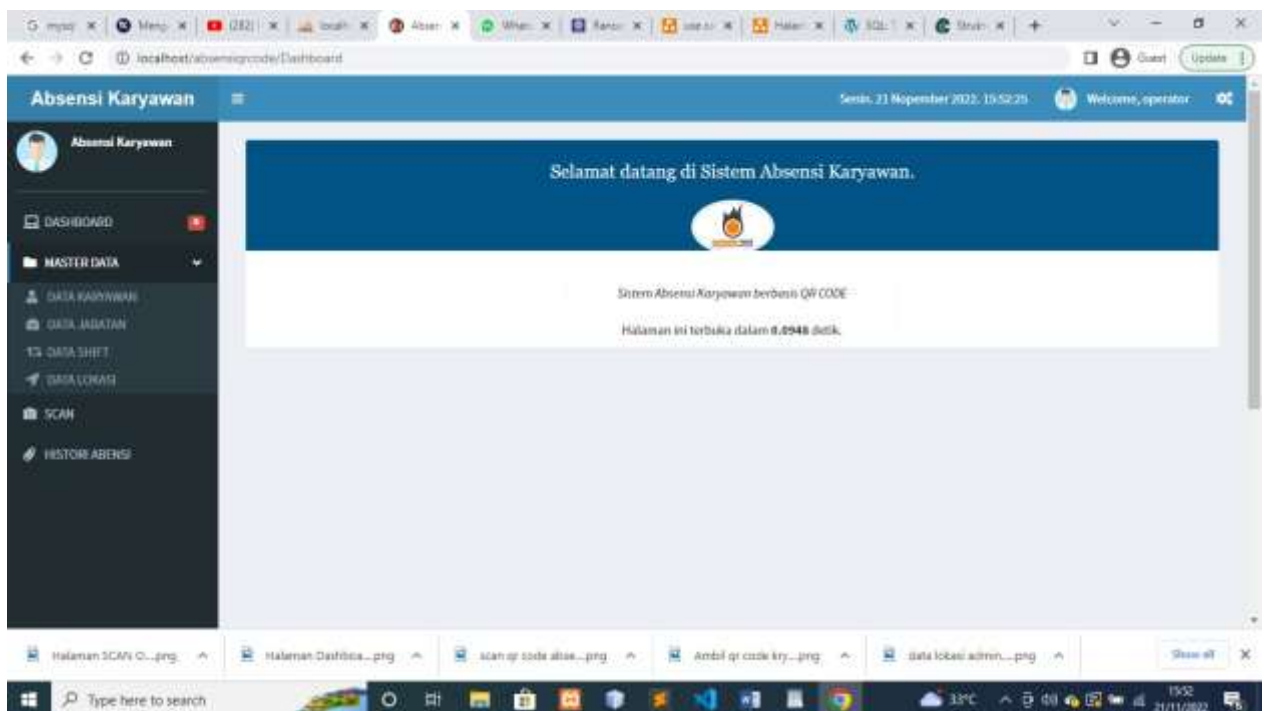 localhost/absensiqrcode/Dashboard
Guest
Update
Absensi Karyawan
Senin, 21 Nopember 2022, 15:52:25
Welcome, operator
Absensi Karyawan
Selamat datang di Sistem Absensi Karyawan.
DASHBOARD
MASTER DATA
DATA KARYAWAN
DATA JABATAN
DATA SHIFT
DATA LOKASI
SCAN
HISTORI ABENSI
Sistem Absensi Karyawan berbasis QR CODE
Halaman ini terbuka dalam 0.0948 detik.
Halaman SCAN O....png
Halaman Dashboa....png
scan qr code abse....png
Ambil qr code kry....png
data lokasi admin....png
Show all
Type here to search
33°C
15:52
21/11/2022